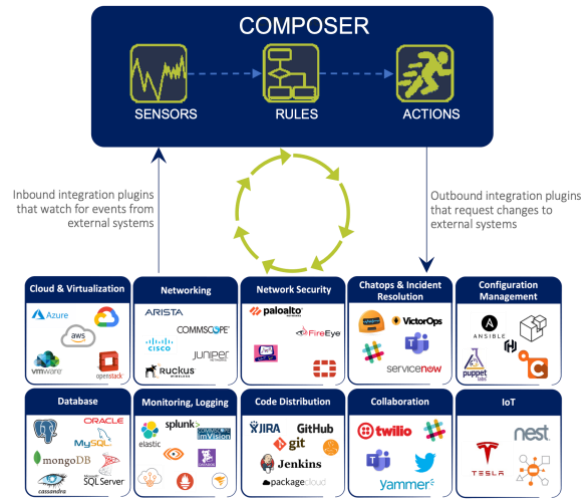 COMPOSER
SENSORS
RULES
ACTIONS
Inbound integration plugins
that watch for events from
external systems
Outbound integration plugins
that request changes to
external systems
Cloud & Virtualization
Azure
aws
vmware
openstack
Networking
ARISTA
COMMSCOPE
CISCO
JUNIPER
RUCKUS
WIRELESS
Network Security
paloalto
FireEye
Chatops & Incident
Resolution
VictorOps
servicenow
Configuration
Management
ANSIBLE
puppet
labs
Database
ORACLE
MySQL
mongoDB
SQL Server
cassandra
Monitoring, Logging
splunk>
elastic
Code Distribution
JIRA
GitHub
git
Jenkins
packagecloud
Collaboration
twilio
yammer
IoT
nest
TESLA